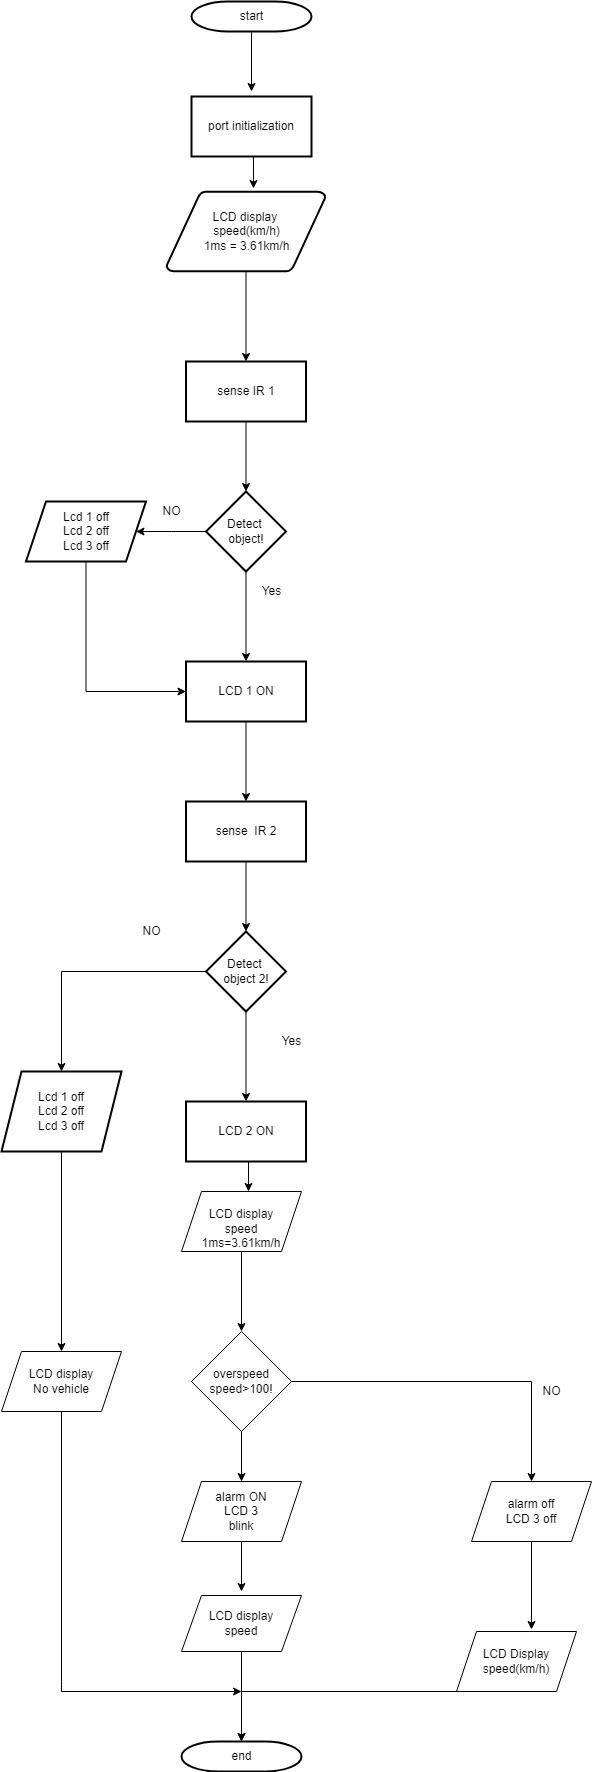 start
port initialization
LCD display
speed(km/h)
1ms = 3.61km/h
sense IR 1
Detect
object!
NO
Lcd 1 off
Lcd 2 off
Lcd 3 off
Yes
LCD 1 ON
sense  IR 2
NO
Detect
object 2!
Yes
Lcd 1 off
Lcd 2 off
Lcd 3 off
LCD 2 ON
LCD display
speed
1ms=3.61km/h
LCD display
No vehicle
overspeed
speed>100!
NO
alarm ON
LCD 3
blink
alarm off
LCD 3 off
LCD display
speed
LCD Display
speed(km/h)
end